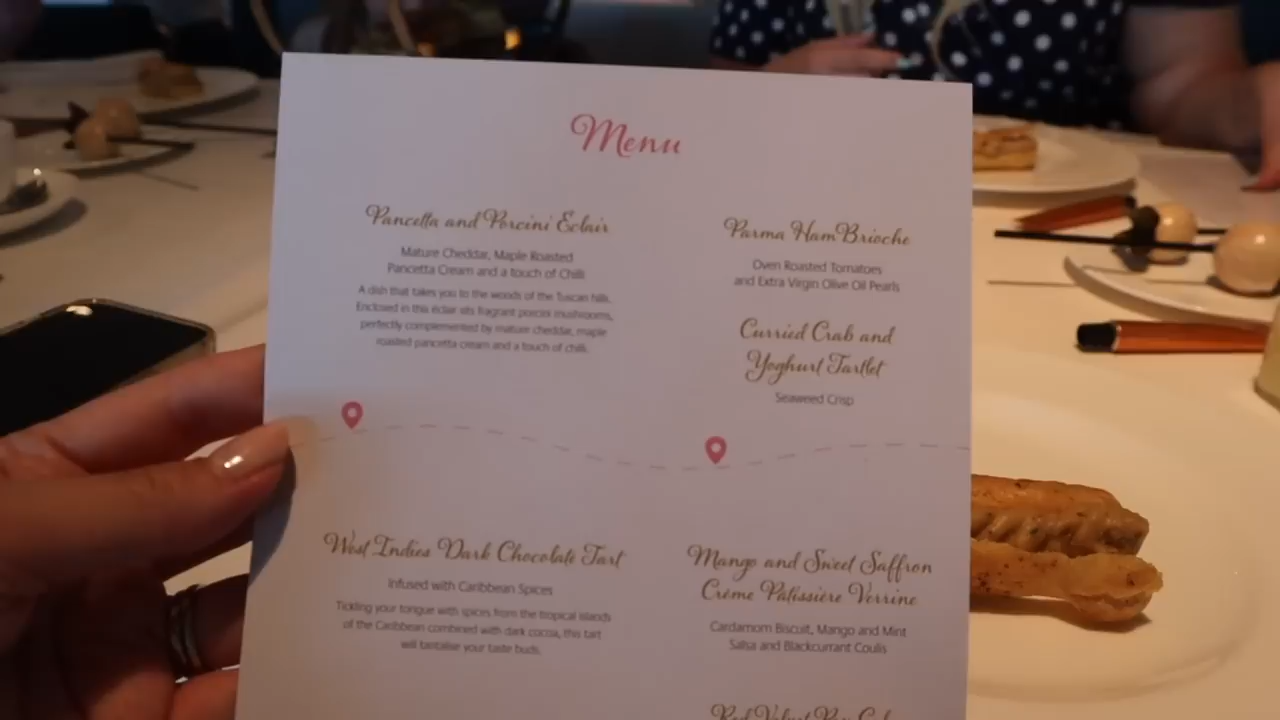 Menu
Pancetta and Porcini Eclair
Mature Cheddar, Maple Roasted
Pancetta Cream and a touch of Chilli
A dish that takes you to the woods of the Tuscan hills.
Enclosed in this eclair sits fragrant porcini mushrooms,
perfectly complemented by mature cheddar, maple
roasted pancetta cream and a touch of chilli.
Parma Ham Brioche
Oven Roasted Tomatoes
and Extra Virgin Olive Oil Pearls
Curried Crab and
Yoghurt Tartlet
Seaweed Crisp
West Indies Dark Chocolate Tart
Infused with Caribbean Spices
Tickling your tongue with spices from the tropical islands
of the Caribbean combined with dark cocoa, this tart
will tantalise your taste buds.
Mango and Sweet Saffron
Crème Pâtissière Verrine
Cardamom Biscuit, Mango and Mint
Salsa and Blackcurrant Coulis
Red Velvet